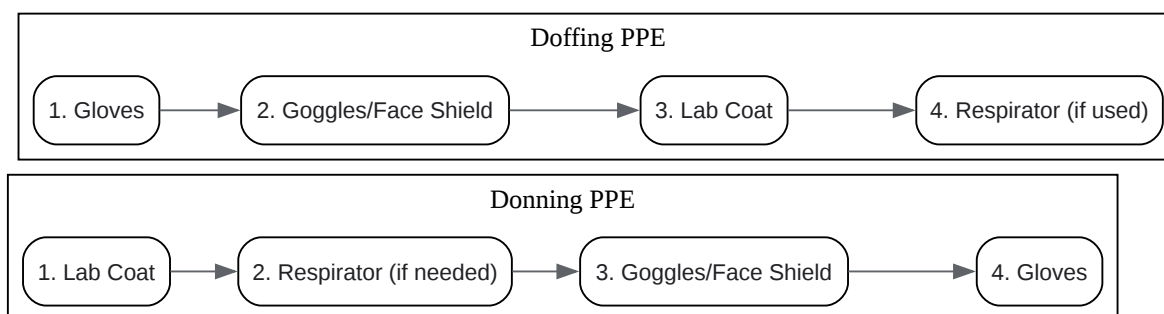 Doffing PPE
1. Gloves
2. Goggles/Face Shield
3. Lab Coat
4. Respirator (if used)
Donning PPE
1. Lab Coat
2. Respirator (if needed)
3. Goggles/Face Shield
4. Gloves